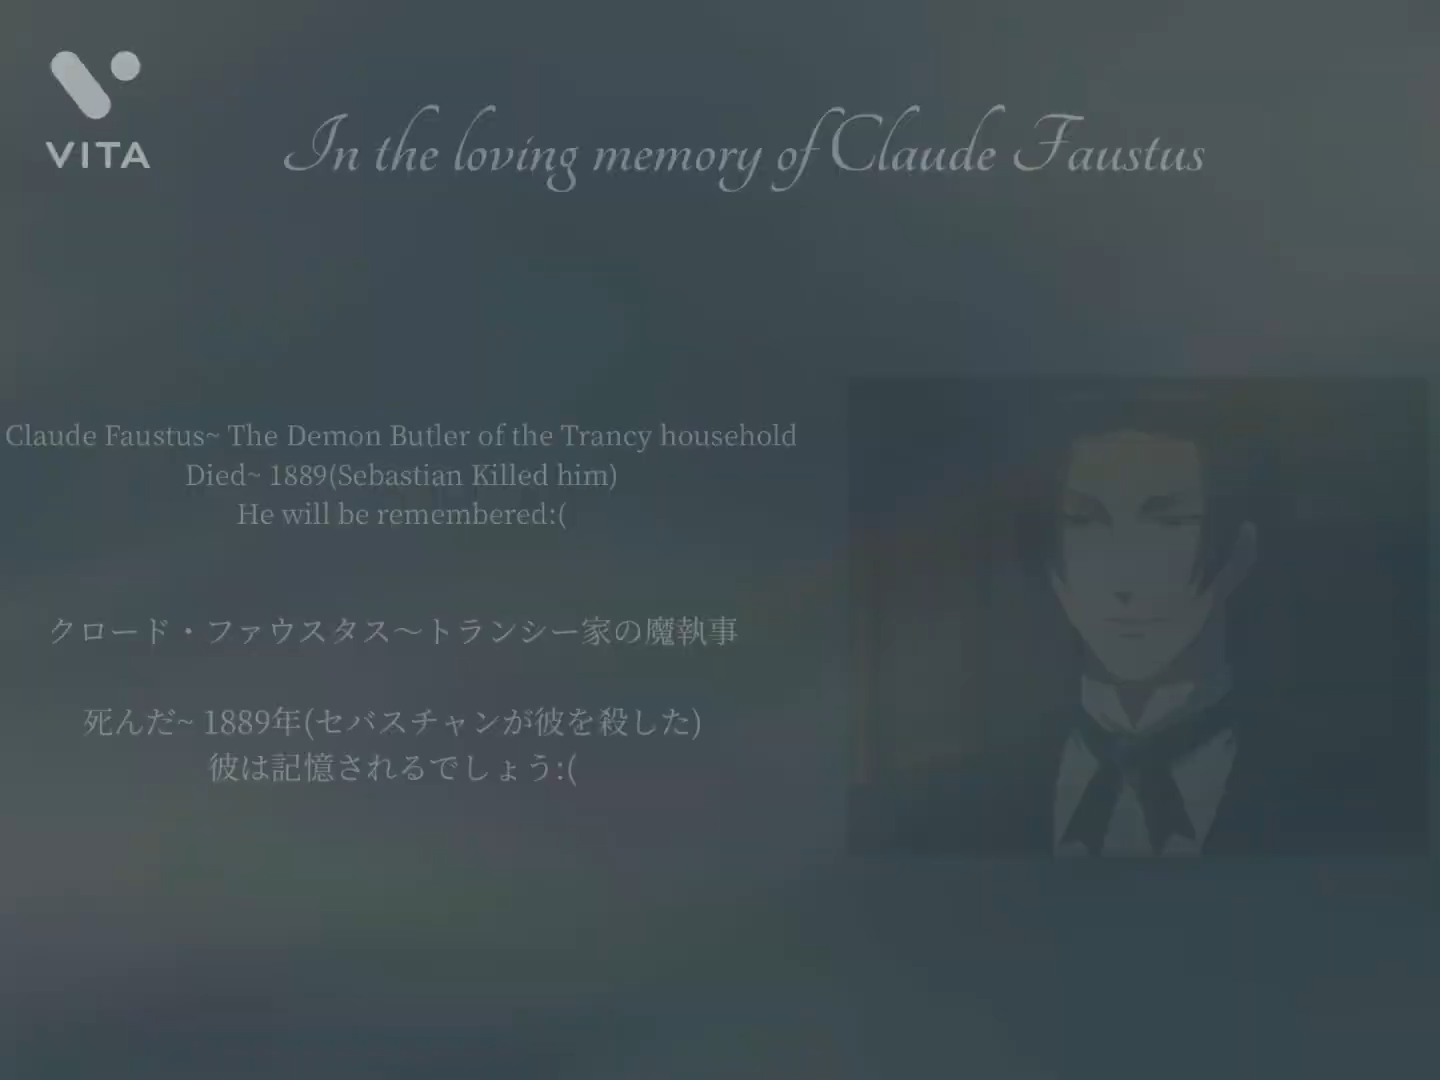 VITA
In the loving memory of Claude Faustus
Claude Faustus~ The Demon Butler of the Trancy household
Died~ 1889(Sebastian Killed him)
He will be remembered:(
クロード・ファウスタス～トランシー家の魔執事
死んだ~ 1889年(セバスチャンが彼を殺した)
彼は記憶されるでしょう:(